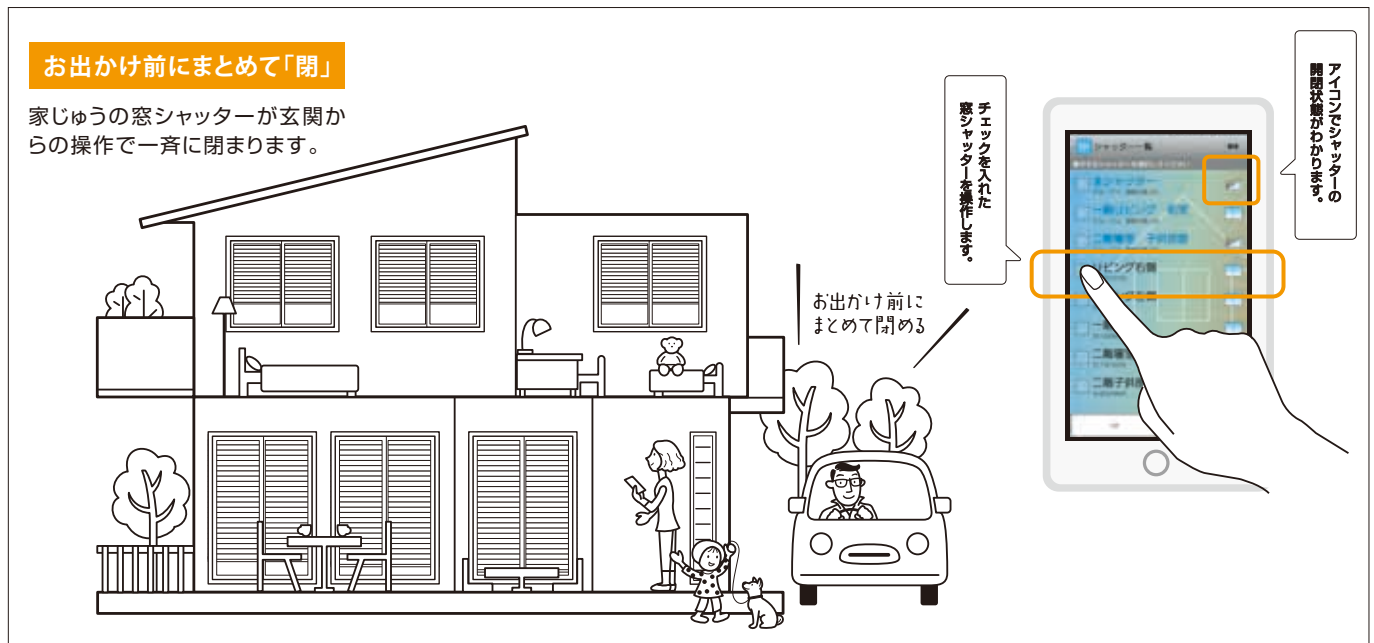 お出かけ前にまとめて「閉」
家じゅうの窓シャッターが玄関か
らの操作で一斉に閉まります。
お出かけ前に
まとめて閉める
チェックを入れた
窓シャッターを操作します。
アイコンでシャッターの
開閉状態がわかります。
シャッター一覧
リビング右側